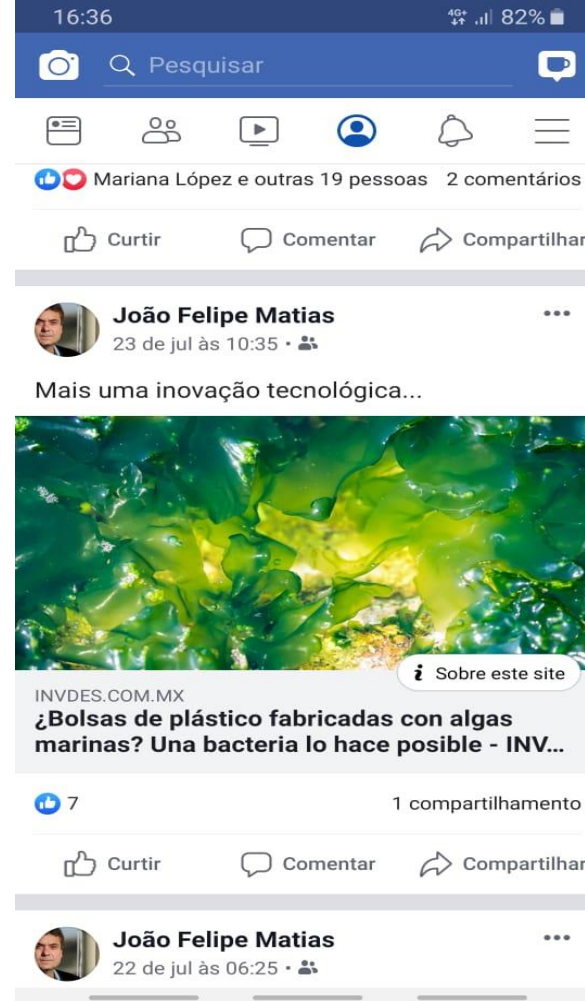 16:36 4G+ 82%
Pesquisar
Mariana López e outras 19 pessoas 2 comentários
Curtir Comentar Compartilhar
João Felipe Matias
23 de jul às 10:35 •
Mais uma inovação tecnológica...
Sobre este site
INVDES.COM.MX
¿Bolsas de plástico fabricadas con algas
marinas? Una bacteria lo hace posible - INV...
7 1 compartilhamento
Curtir Comentar Compartilhar
João Felipe Matias
22 de jul às 06:25 •